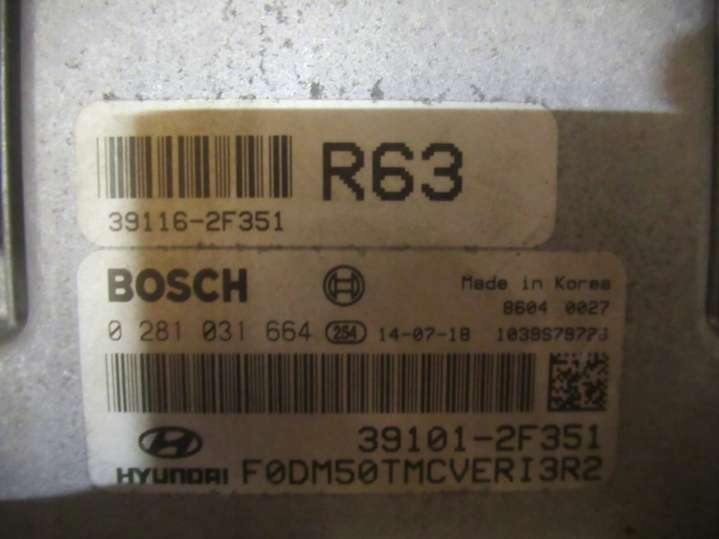 R63
39116-2F351
BOSCH Made in Korea
8604 0027
0 281 031 664 254 14-07-18
39101-2F351
HYUNDAI F0DM50TMCVERI3R2